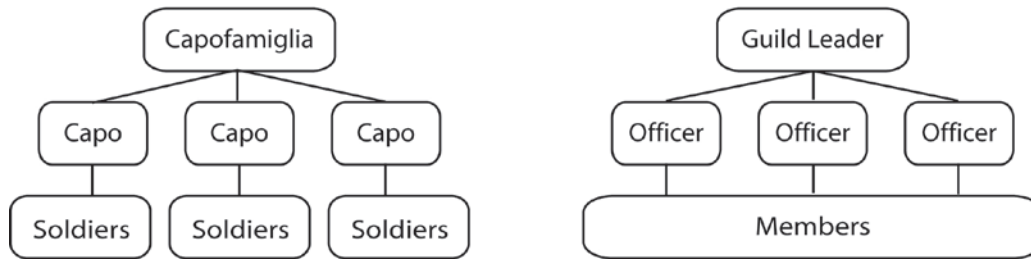 Capofamiglia
Capo Capo Capo
Soldiers Soldiers Soldiers
Guild Leader
Officer Officer Officer
Members